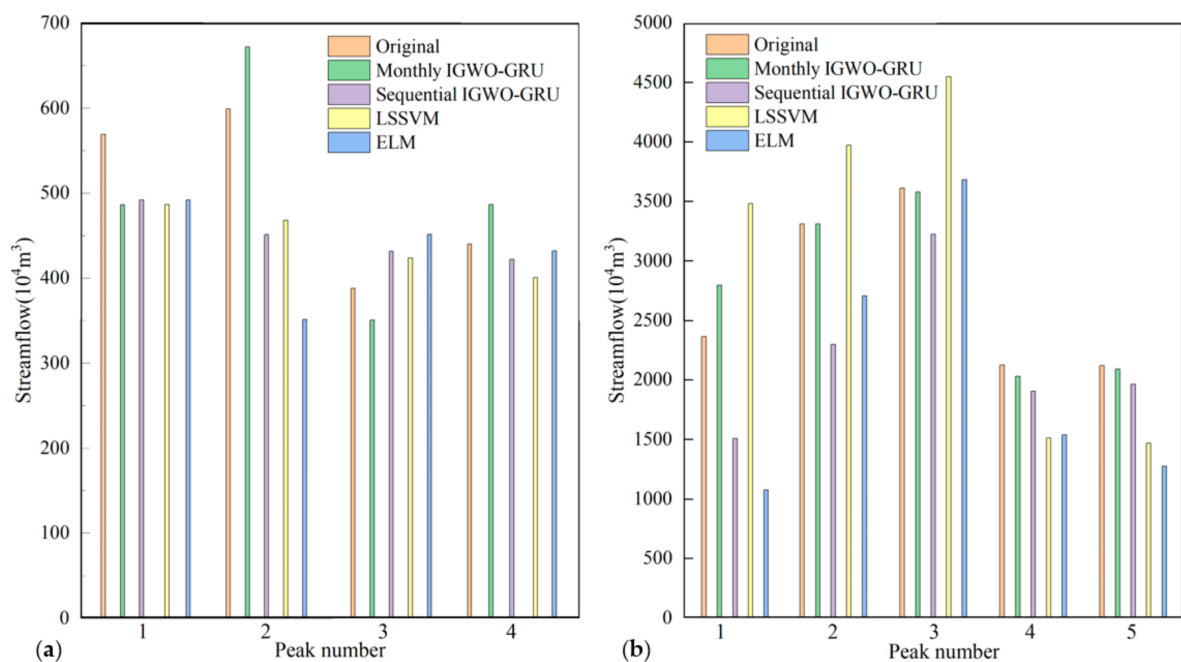 700
600
500
400
300
200
100
0
Streamflow(10⁴m³)
Original
Monthly IGWO-GRU
Sequential IGWO-GRU
LSSVM
ELM
1 2 3 4
(a) Peak number
5000
4500
4000
3500
3000
2500
2000
1500
1000
500
0
Streamflow(10⁴m³)
Original
Monthly IGWO-GRU
Sequential IGWO-GRU
LSSVM
ELM
1 2 3 4 5
(b) Peak number